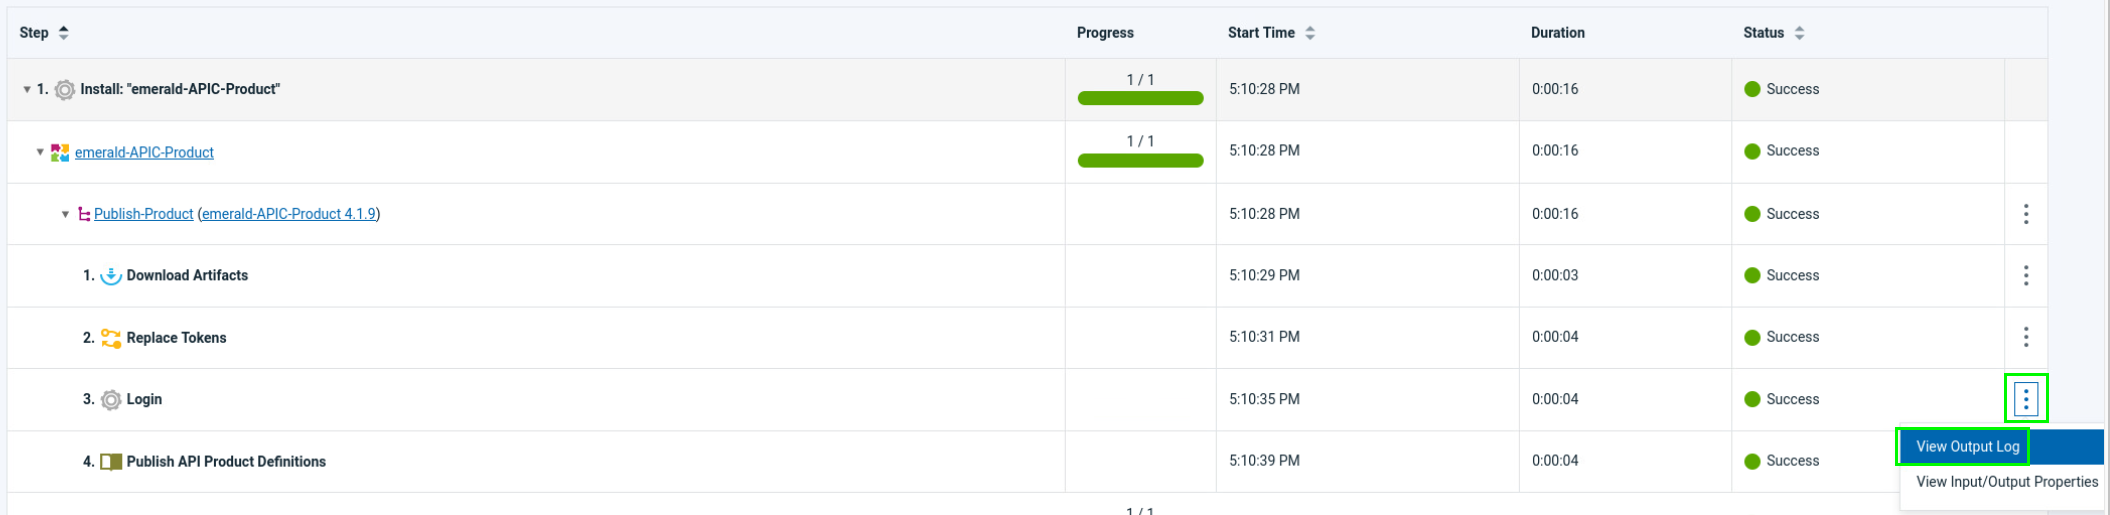 Step Progress Start Time Duration Status
1. Install: "emerald-APIC-Product" 1 / 1 5:10:28 PM 0:00:16 Success
emerald-APIC-Product 1 / 1 5:10:28 PM 0:00:16 Success
Publish-Product (emerald-APIC-Product 4.1.9) 5:10:28 PM 0:00:16 Success
1. Download Artifacts 5:10:29 PM 0:00:03 Success
2. Replace Tokens 5:10:31 PM 0:00:04 Success
3. Login 5:10:35 PM 0:00:04 Success
View Output Log
4. Publish API Product Definitions 5:10:39 PM 0:00:04 Success
View Input/Output Properties
1 / 1